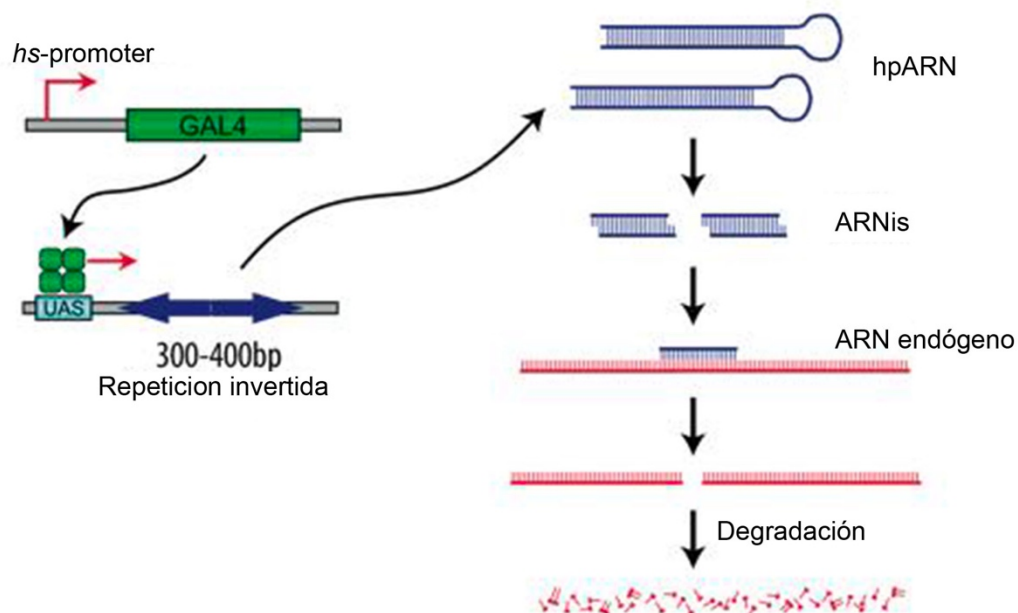 hs-promoter
GAL4
UAS
300-400bp
Repeticion invertida
hpARN
ARNis
ARN endógeno
Degradación